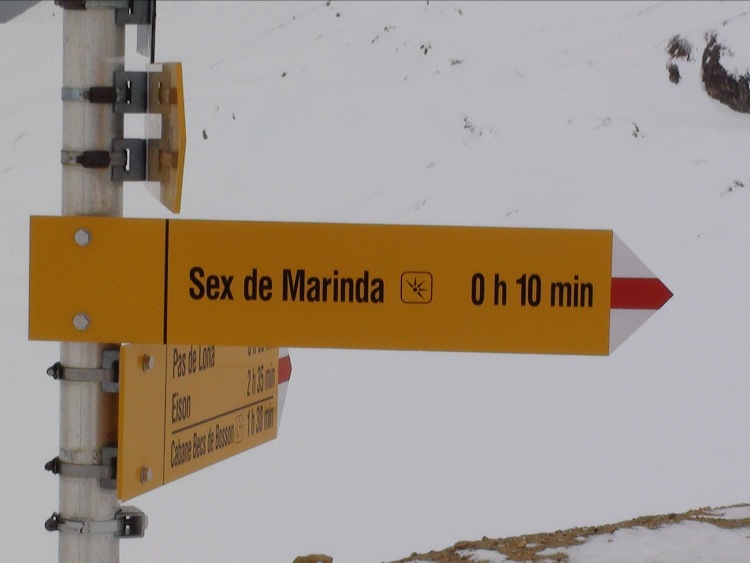 Sex de Marinda 0 h 10 min
Pas de Lona
Eison 2 h 35 min
Cabane Becs de Bosson 1 h 30 min